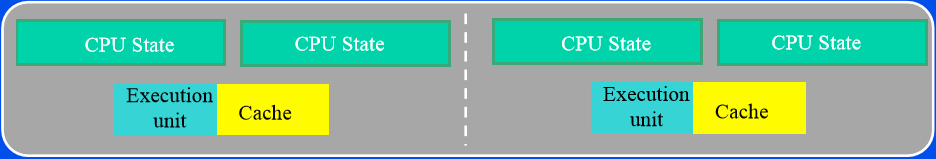 CPU State
CPU State
CPU State
CPU State
Execution
unit
Cache
Execution
unit
Cache